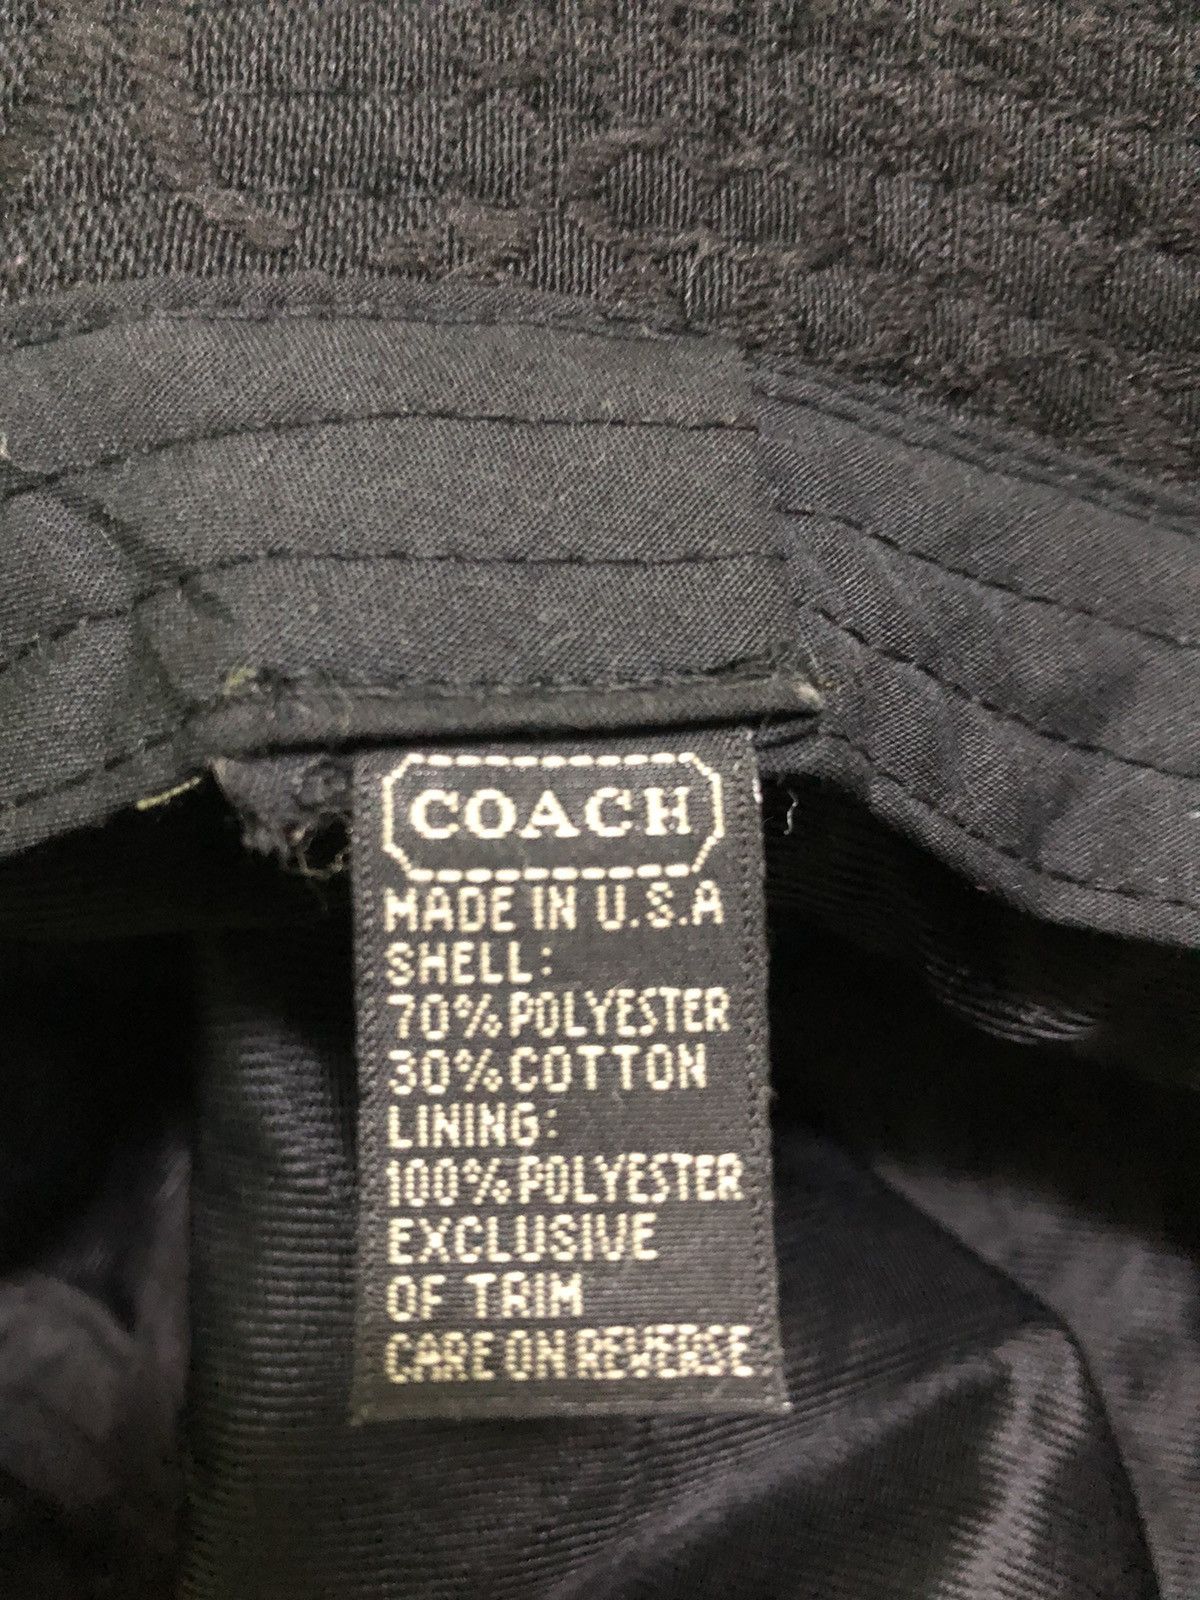 COACH
MADE IN U.S.A
SHELL:
70% POLYESTER
30% COTTON
LINING:
100% POLYESTER
EXCLUSIVE
OF TRIM
CARE ON REVERSE